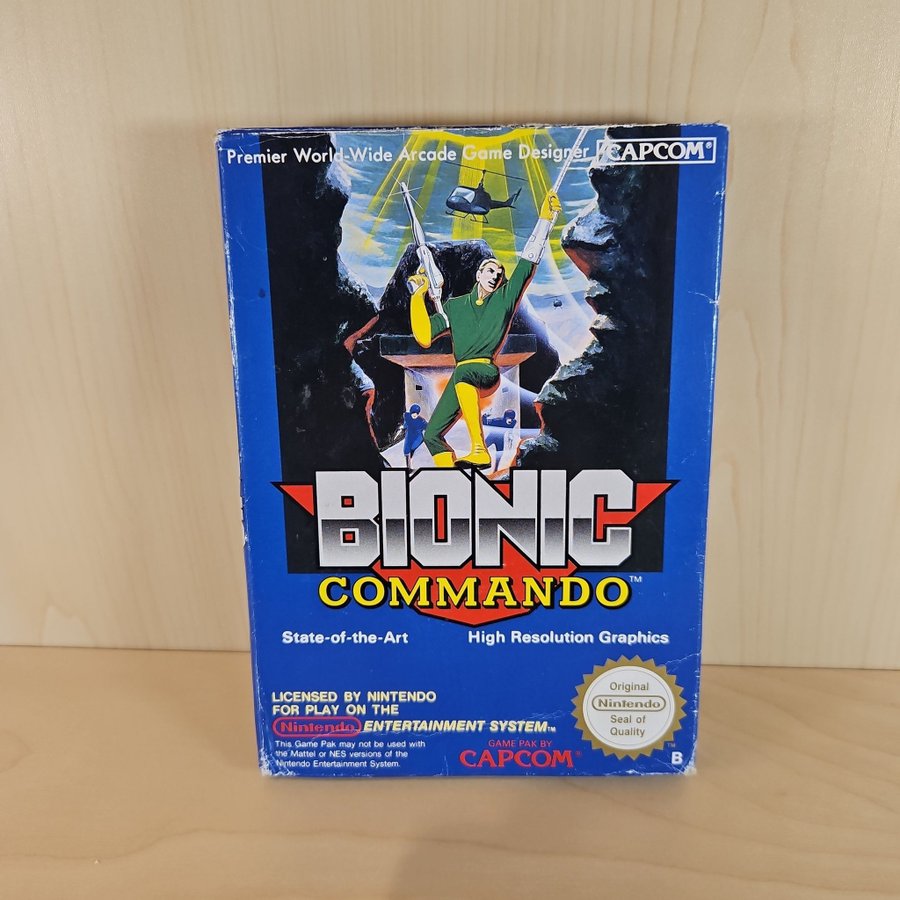 Premier World-Wide Arcade Game Designer CAPCOM®
BIONIC
COMMANDO™
State-of-the-Art High Resolution Graphics
LICENSED BY NINTENDO
FOR PLAY ON THE
Nintendo ENTERTAINMENT SYSTEM™
This Game Pak may not be used with
the Mattel or NES versions of the
Nintendo Entertainment System.
GAME PAK BY
CAPCOM®
Original
Nintendo
Seal of
Quality
™
B